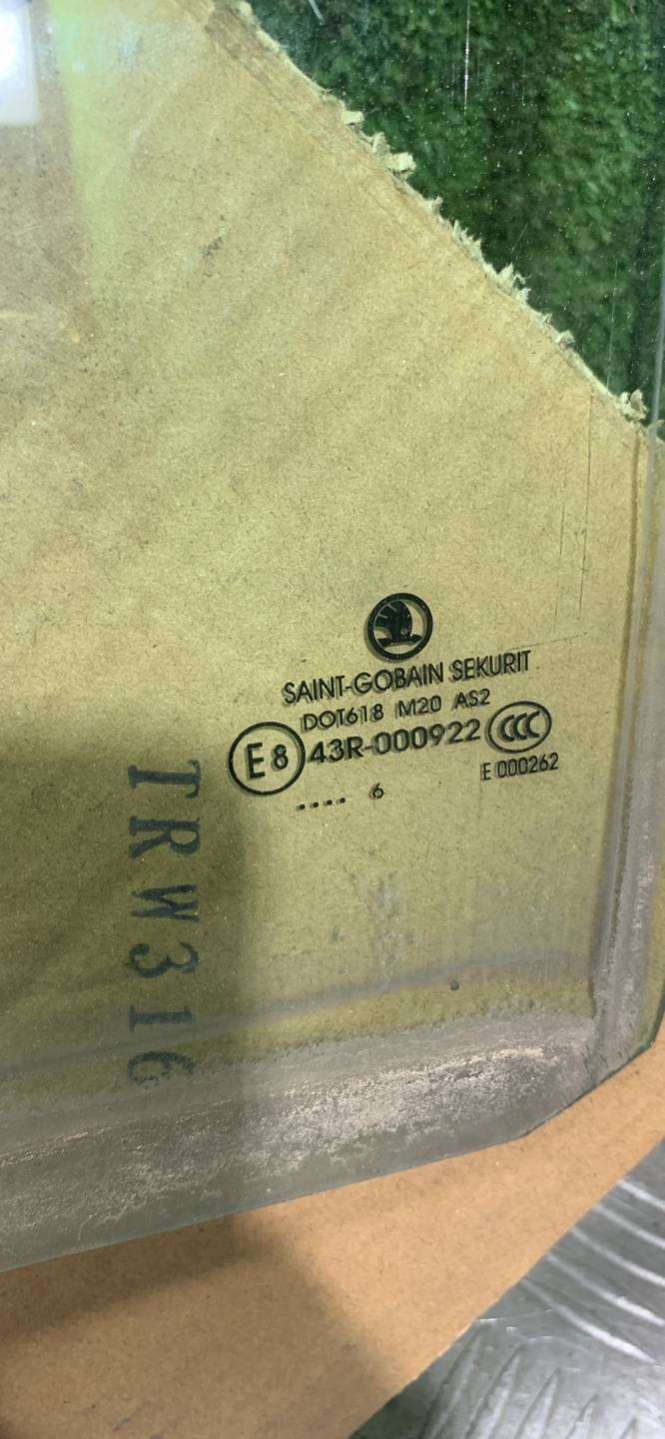 SAINT-GOBAIN SEKURIT
DOT618 M20 AS2
E8 43R-000922 CCC
E 000262
.... 6
TRW316